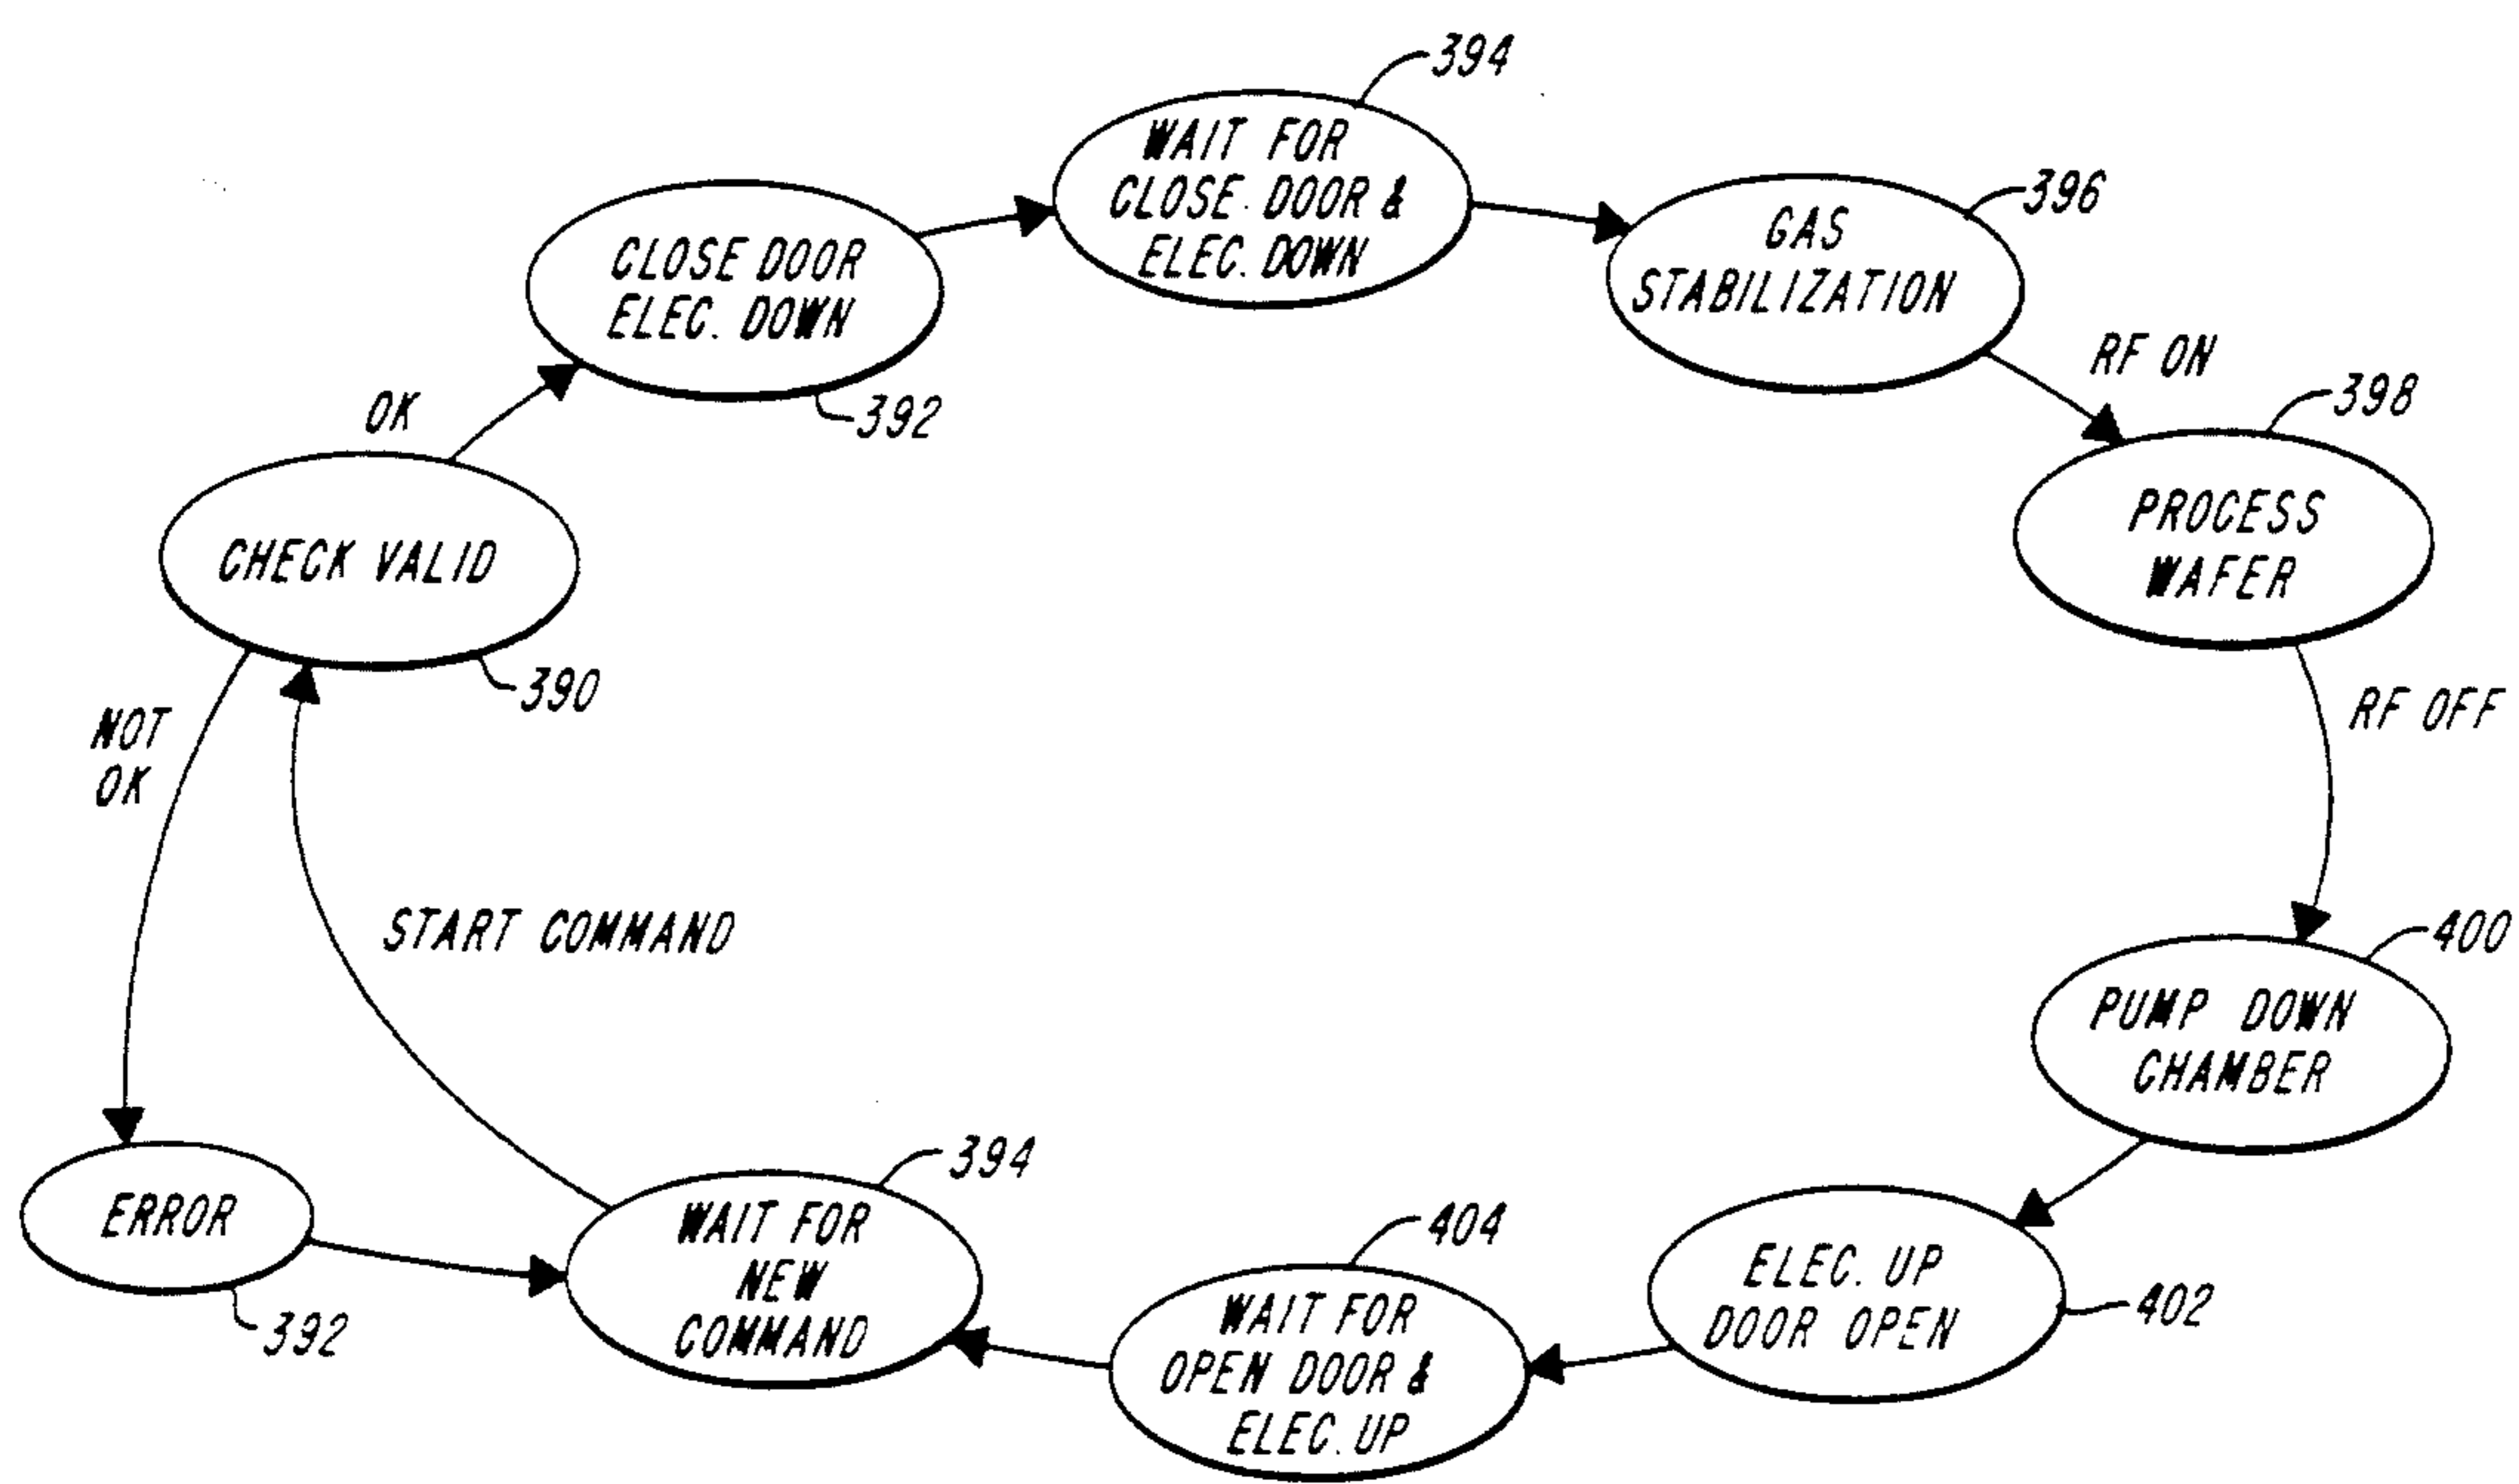 394
WAIT FOR
CLOSE DOOR &
ELEC. DOWN
396
GAS
STABILIZATION
CLOSE DOOR
ELEC. DOWN
392
RF ON
398
OK
PROCESS
WAFER
CHECK VALID
390
NOT
OK
RF OFF
START COMMAND
400
PUMP DOWN
CHAMBER
ERROR
392
394
WAIT FOR
NEW
COMMAND
404
WAIT FOR
OPEN DOOR &
ELEC. UP
ELEC. UP
DOOR OPEN
402